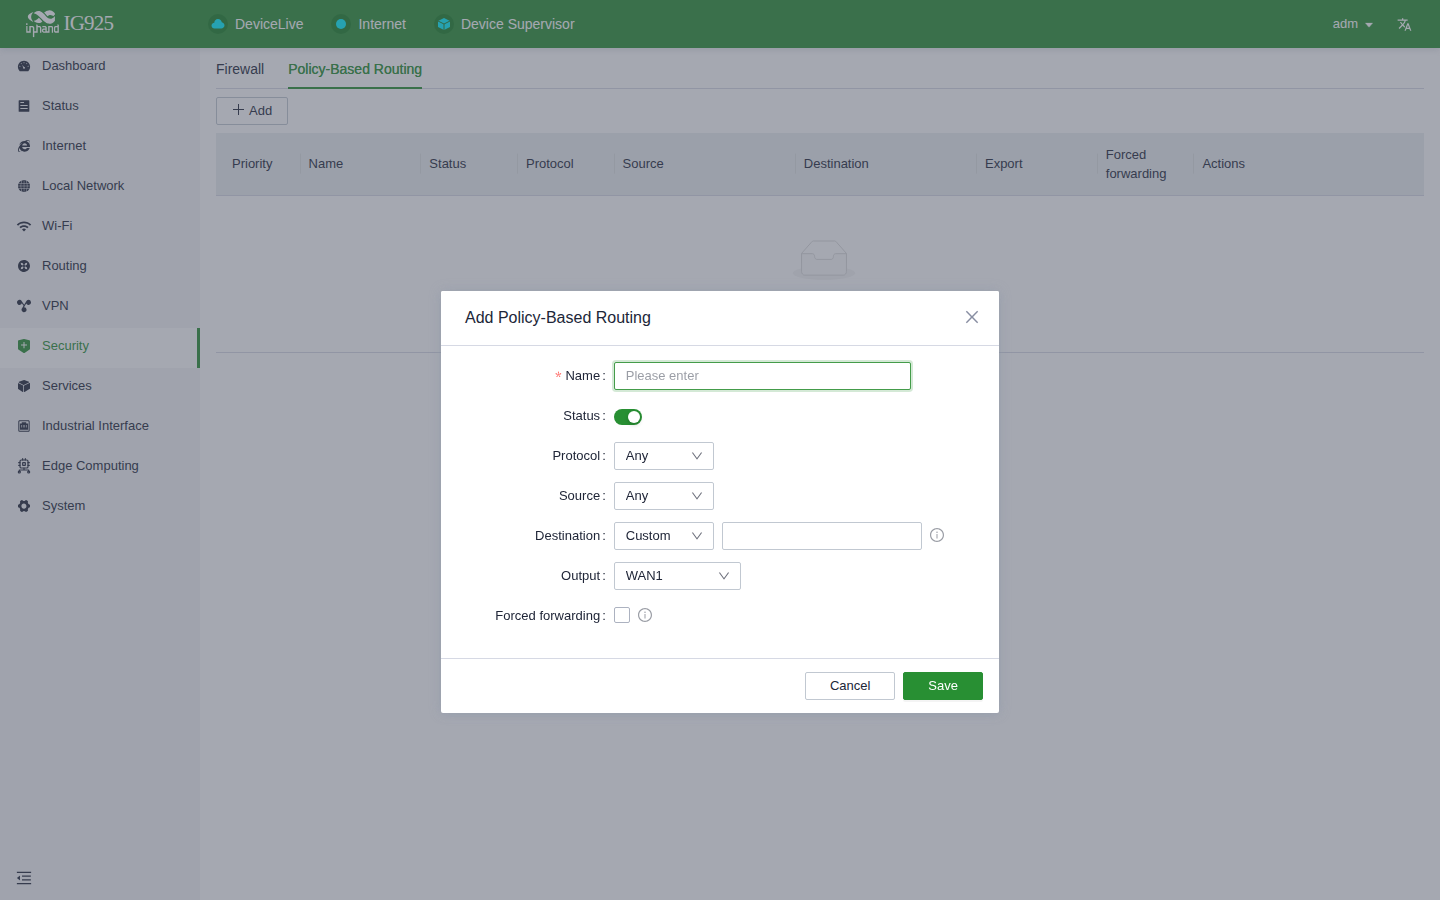 inhand IG925
DeviceLive
Internet
Device Supervisor
adm
Dashboard
Status
Internet
Local Network
Wi-Fi
Routing
VPN
Security
Services
Industrial Interface
Edge Computing
System
Firewall
Policy-Based Routing
Add
Priority
Name
Status
Protocol
Source
Destination
Export
Forced
forwarding
Actions
Add Policy-Based Routing
* Name: Please enter
Status:
Protocol: Any
Source: Any
Destination: Custom
Output: WAN1
Forced forwarding:
Cancel
Save